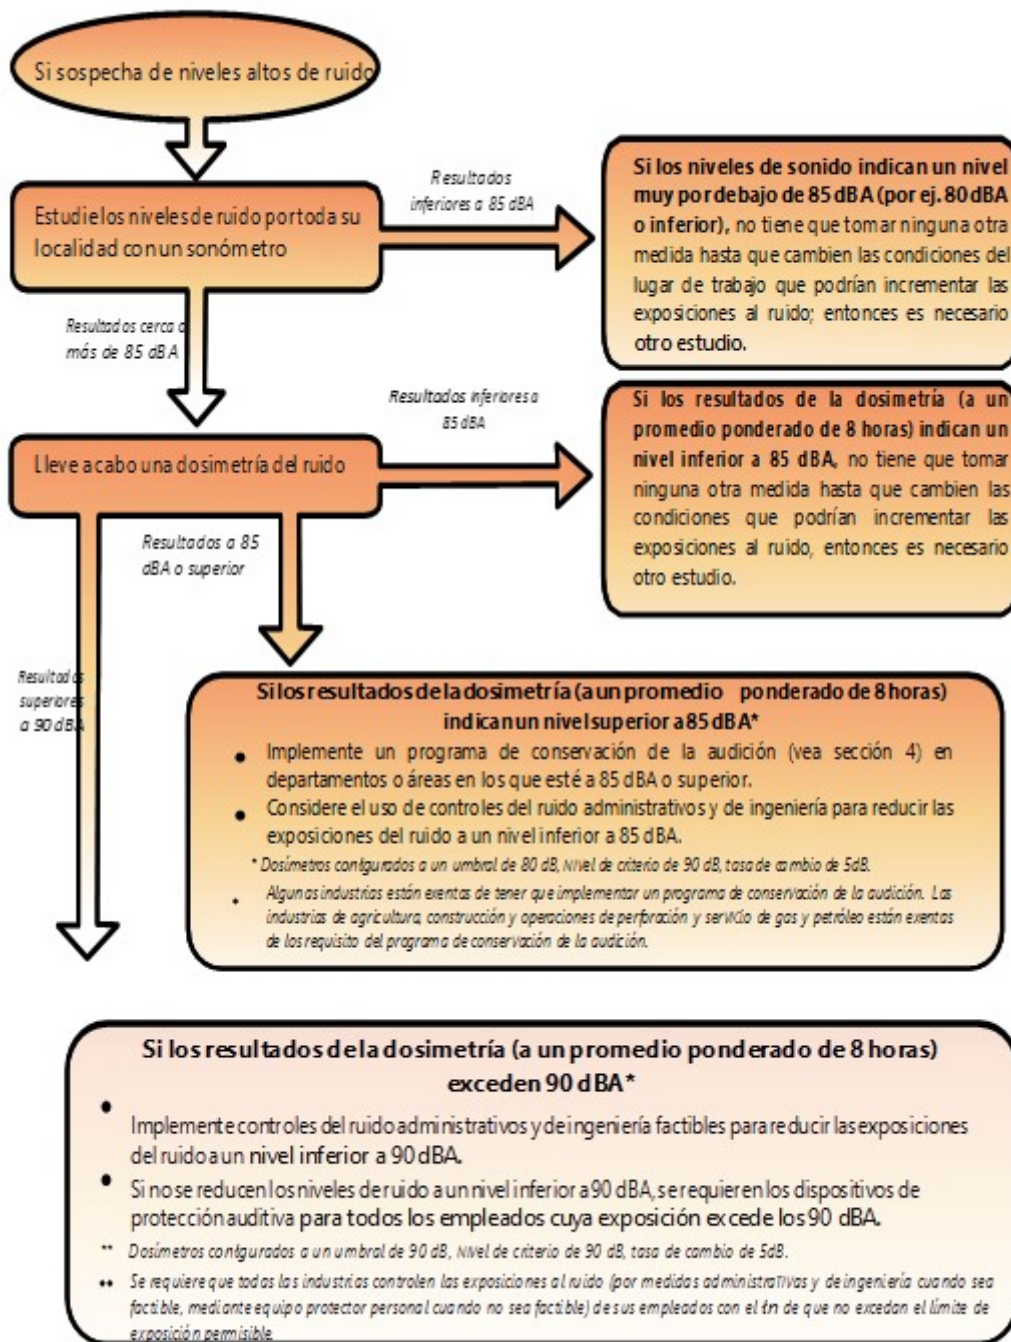 Si sospecha de niveles altos de ruido
Estudie los niveles de ruido por toda su
localidad con un sonómetro
Resultados
inferiores a 85 dBA
Si los niveles de sonido indican un nivel
muy por debajo de 85 dBA (por ej. 80 dBA
o inferior), no tiene que tomar ninguna otra
medida hasta que cambien las condiciones del
lugar de trabajo que podrían incrementar las
exposiciones al ruido; entonces es necesario
otro estudio.
Resultados cerca o
más de 85 dBA
Lleve a cabo una dosimetría del ruido
Resultados inferiores a
85 dBA
Si los resultados de la dosimetría (a un
promedio ponderado de 8 horas) indican un
nivel inferior a 85 dBA, no tiene que tomar
ninguna otra medida hasta que cambien las
condiciones que podrían incrementar las
exposiciones al ruido, entonces es necesario
otro estudio.
Resultados a 85
dBA o superior
Resultados
superiores
a 90 dBA
Si los resultados de la dosimetría (a un promedio ponderado de 8 horas)
indican un nivel superior a 85 dBA*
• Implemente un programa de conservación de la audición (vea sección 4) en
departamentos o áreas en los que esté a 85 dBA o superior.
• Considere el uso de controles del ruido administrativos y de ingeniería para reducir las
exposiciones del ruido a un nivel inferior a 85 dBA.
* Dosímetros configurados a un umbral de 80 dB, nivel de criterio de 90 dB, tasa de cambio de 5dB.
• Algunas industrias están exentas de tener que implementar un programa de conservación de la audición. Las
industrias de agricultura, construcción y operaciones de perforación y servicio de gas y petróleo están exentas
de los requisito del programa de conservación de la audición.
Si los resultados de la dosimetría (a un promedio ponderado de 8 horas)
exceden 90 dBA*
• Implemente controles del ruido administrativos y de ingeniería factibles para reducir las exposiciones
del ruido a un nivel inferior a 90 dBA.
• Si no se reducen los niveles de ruido a un nivel inferior a 90 dBA, se requieren los dispositivos de
protección auditiva para todos los empleados cuya exposición excede los 90 dBA.
** Dosímetros configurados a un umbral de 90 dB, nivel de criterio de 90 dB, tasa de cambio de 5dB.
•• Se requiere que todas las industrias controlen las exposiciones al ruido (por medidas administrativas y de ingeniería cuando sea
factible, mediante equipo protector personal cuando no sea factible) de sus empleados con el fin de que no excedan el límite de
exposición permisible.